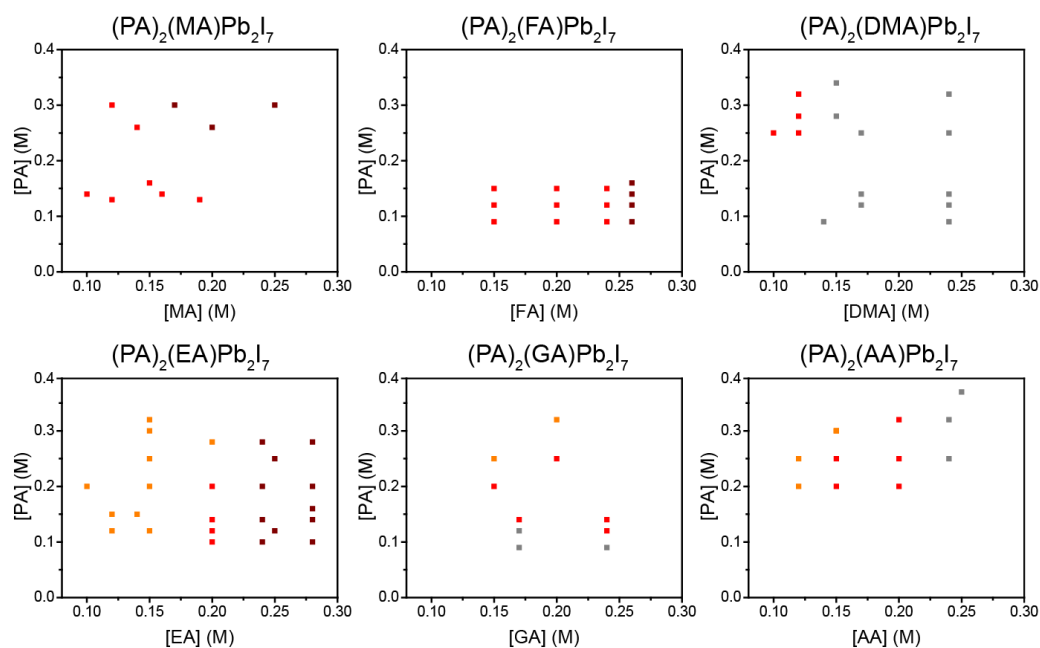 (PA)₂(MA)Pb₂I₇
0.4
0.3
0.2
0.1
0.0
[PA] (M)
0.10 0.15 0.20 0.25 0.30
[MA] (M)
(PA)₂(FA)Pb₂I₇
0.4
0.3
0.2
0.1
0.0
[PA] (M)
0.10 0.15 0.20 0.25 0.30
[FA] (M)
(PA)₂(DMA)Pb₂I₇
0.4
0.3
0.2
0.1
0.0
[PA] (M)
0.10 0.15 0.20 0.25 0.30
[DMA] (M)
(PA)₂(EA)Pb₂I₇
0.4
0.3
0.2
0.1
0.0
[PA] (M)
0.10 0.15 0.20 0.25 0.30
[EA] (M)
(PA)₂(GA)Pb₂I₇
0.4
0.3
0.2
0.1
0.0
[PA] (M)
0.10 0.15 0.20 0.25 0.30
[GA] (M)
(PA)₂(AA)Pb₂I₇
0.4
0.3
0.2
0.1
0.0
[PA] (M)
0.10 0.15 0.20 0.25 0.30
[AA] (M)